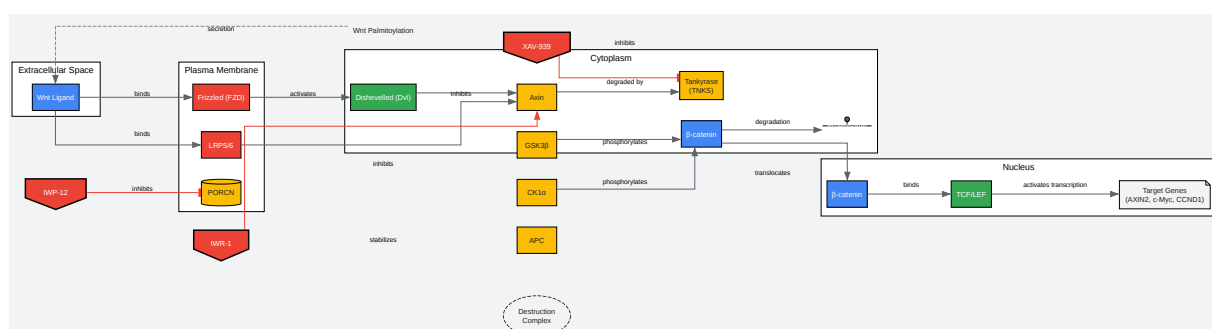 secretion
Wnt Palmitoylation
XAV-939
inhibits
Extracellular Space
Plasma Membrane
Cytoplasm
Wnt Ligand
binds
Frizzled (FZD)
activates
Dishevelled (Dvl)
inhibits
Axin
degraded by
Tankyrase
(TNKS)
binds
LRP5/6
GSK3β
phosphorylates
β-catenin
degradation
inhibits
translocates
Nucleus
IWP-12
inhibits
PORCN
CK1α
phosphorylates
β-catenin
binds
TCF/LEF
activates transcription
Target Genes
(AXIN2, c-Myc, CCND1)
IWR-1
stabilizes
APC
Destruction
Complex